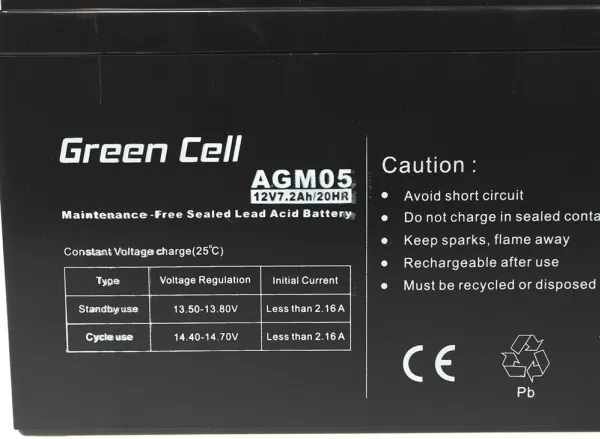 Green Cell
AGM05
12V7.2Ah/20HR
Maintenance-Free Sealed Lead Acid Battery
Constant Voltage charge(25℃)
Type Voltage Regulation Initial Current
Standby use 13.50-13.80V Less than 2.16A
Cycle use 14.40-14.70V Less than 2.16A
Caution :
• Avoid short circuit
• Do not charge in sealed conta
• Keep sparks, flame away
• Rechargeable after use
• Must be recycled or disposed
CE
Pb